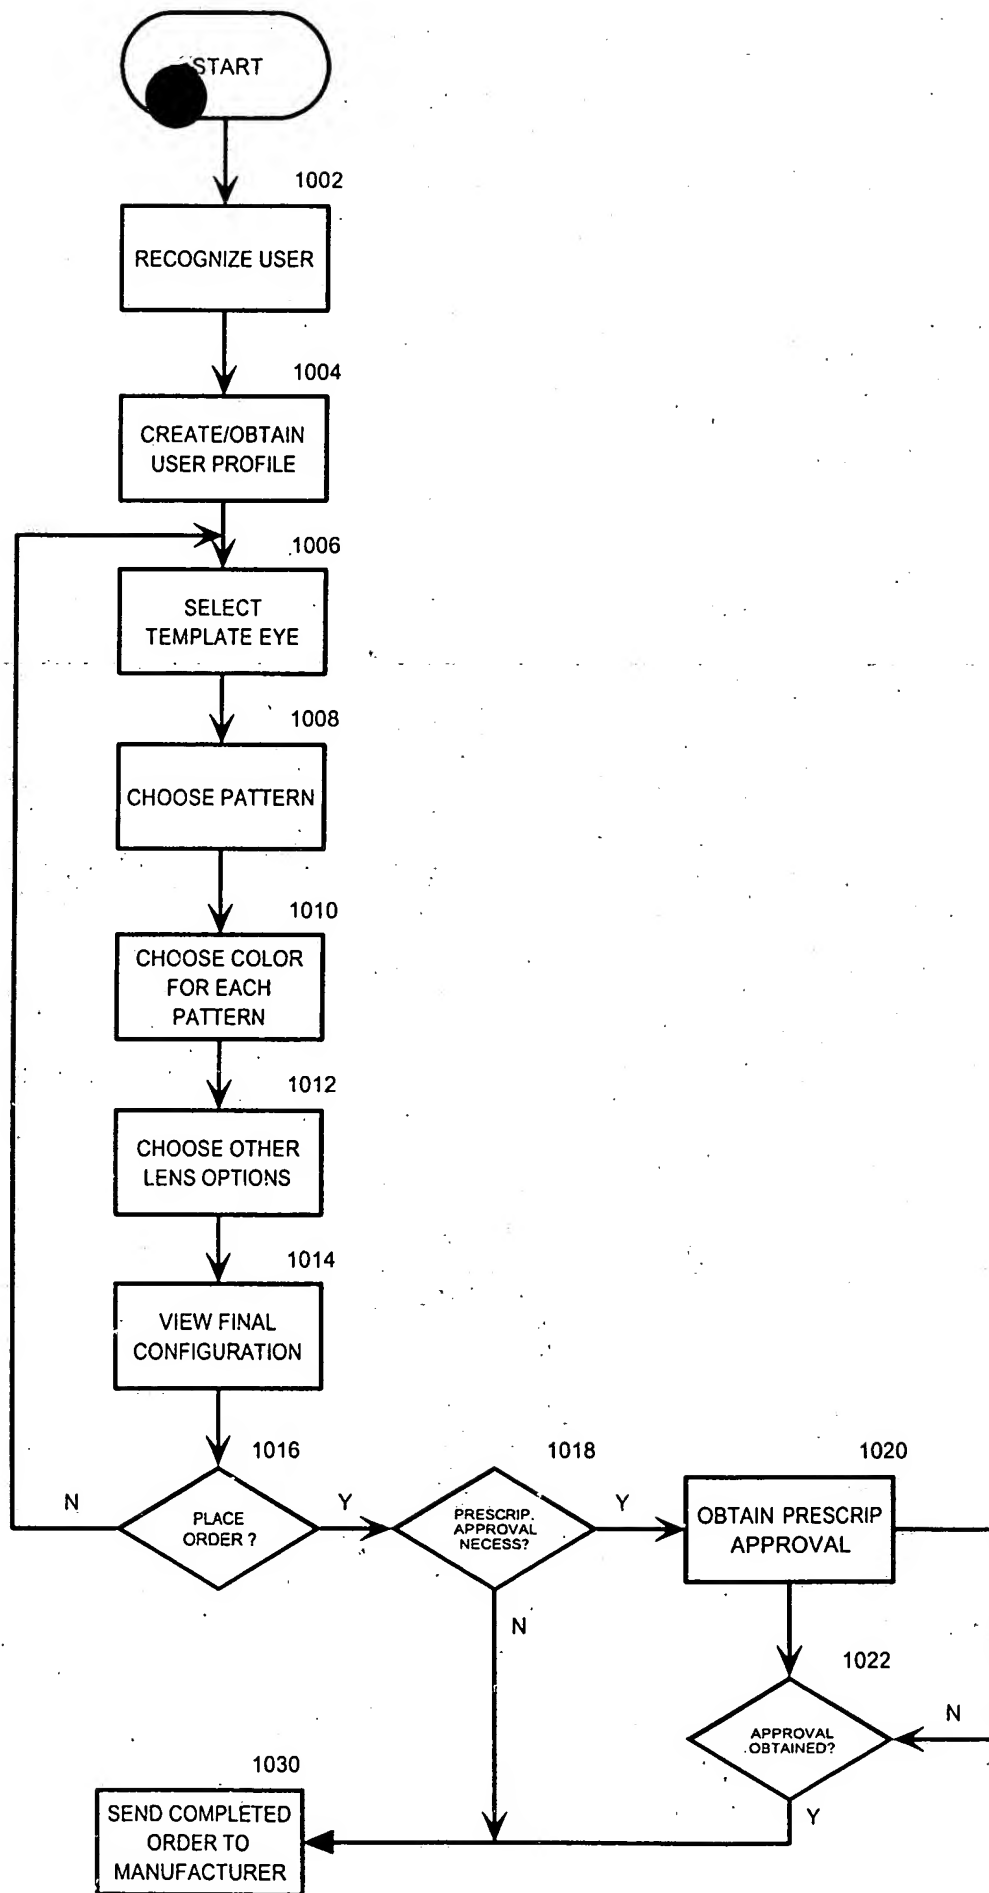 START
1002
RECOGNIZE USER
1004
CREATE/OBTAIN
USER PROFILE
1006
SELECT
TEMPLATE EYE
1008
CHOOSE PATTERN
1010
CHOOSE COLOR
FOR EACH
PATTERN
1012
CHOOSE OTHER
LENS OPTIONS
1014
VIEW FINAL
CONFIGURATION
1016
N
PLACE
ORDER ?
Y
1018
PRESCRIP.
APPROVAL
NECESS?
Y
N
1020
OBTAIN PRESCRIP
APPROVAL
1022
APPROVAL
OBTAINED?
N
Y
1030
SEND COMPLETED
ORDER TO
MANUFACTURER